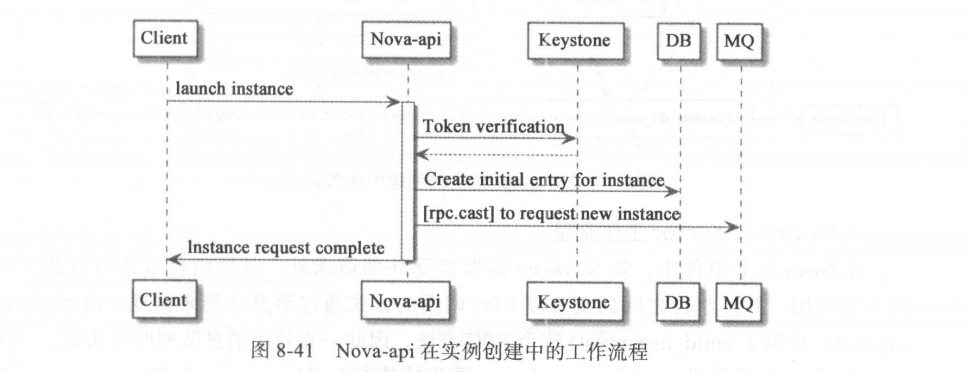 Client
Nova-api
Keystone
DB
MQ
launch instance
Token verification
Create initial entry for instance
[rpc.cast] to request new instance
Instance request complete
Client
Nova-api
Keystone
DB
MQ
图 8-41 Nova-api 在实例创建中的工作流程